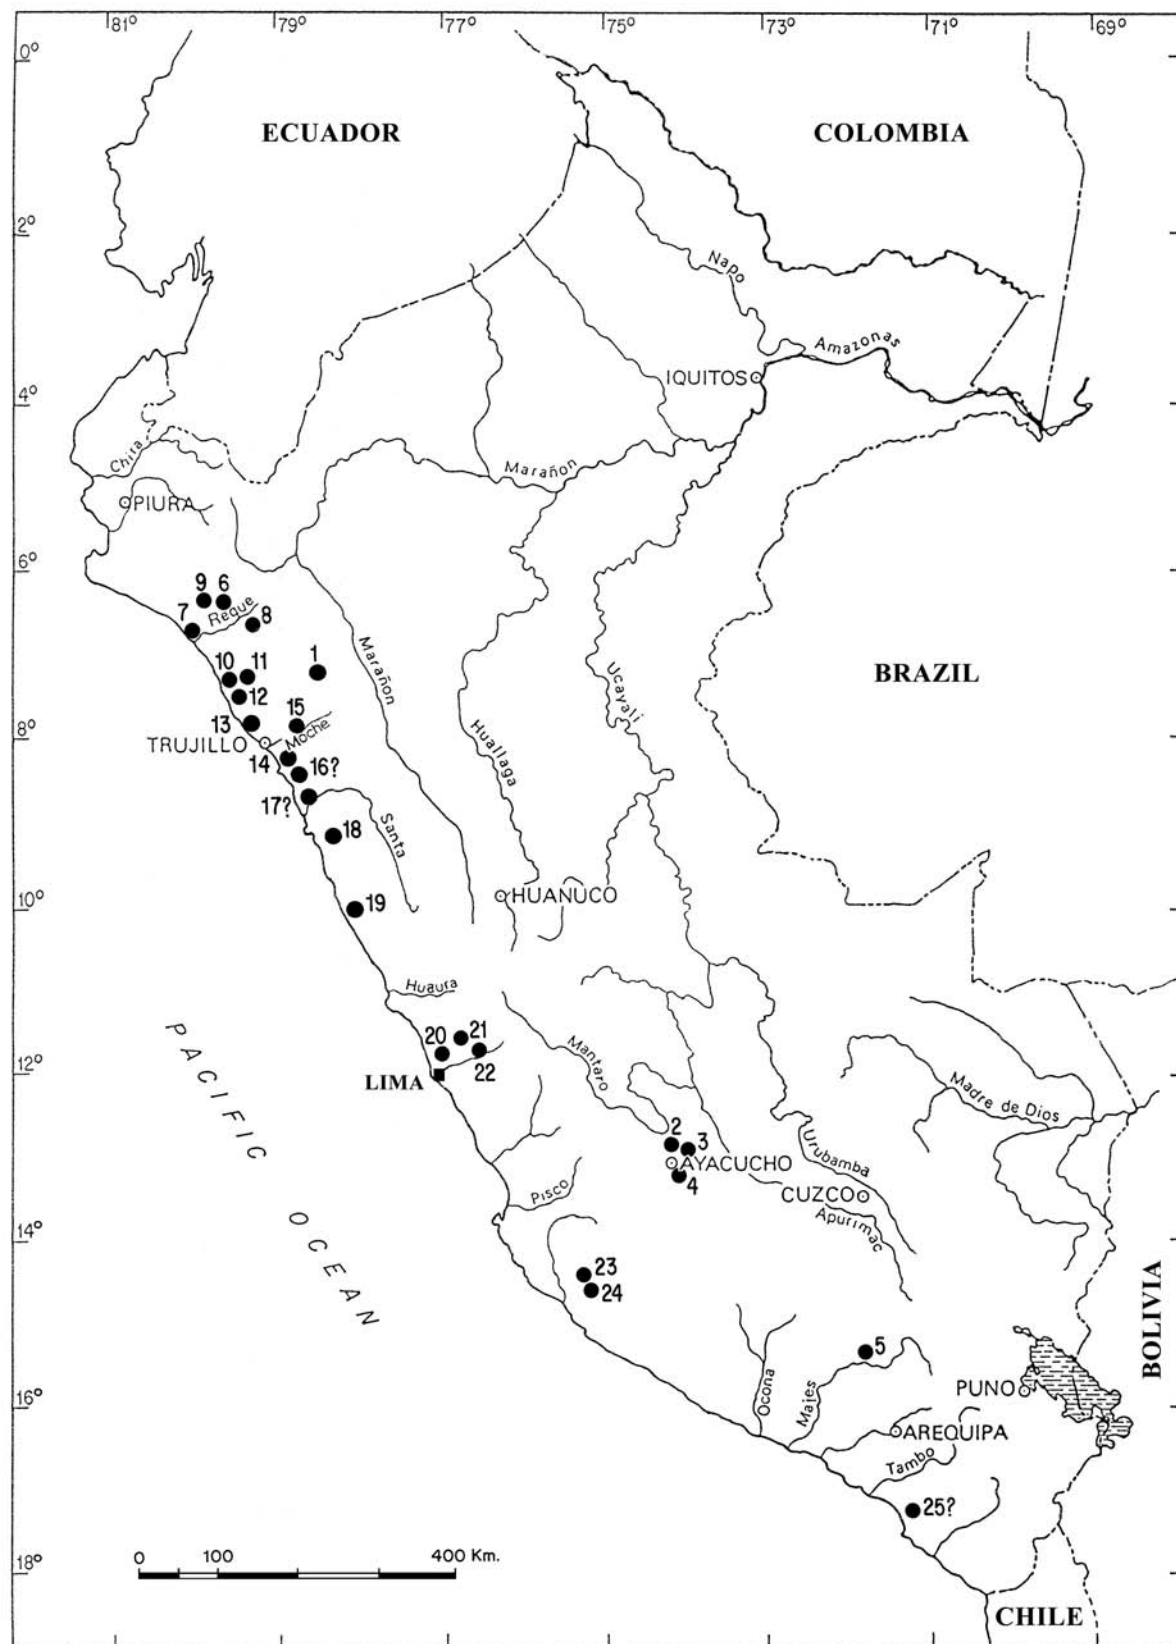 81° 79° 77° 75° 73° 71° 69°
0°
ECUADOR COLOMBIA
2°
Napo
Amazonas
IQUITOS
4°
Chira
Marañon
PIURA
6°
9 6
Reque
7 8
Marañon
10 11 1
Ucayali
BRAZIL
12
15
13
Moche
Huallaga
8°
TRUJILLO
14 16?
17?
18
Santa
HUANUCO
10°
19
Huaura
20 21
22
Mantaro
12°
LIMA
PACIFIC OCEAN
Madre de Dios
2 3
AYACUCHO
4
Urubamba
CUZCO
Apurimac
Pisco
14°
23
24
BOLIVIA
5
PUNO
Ocona
Majes
16°
AREQUIPA
Tambo
25?
0 100 400 Km.
18°
CHILE